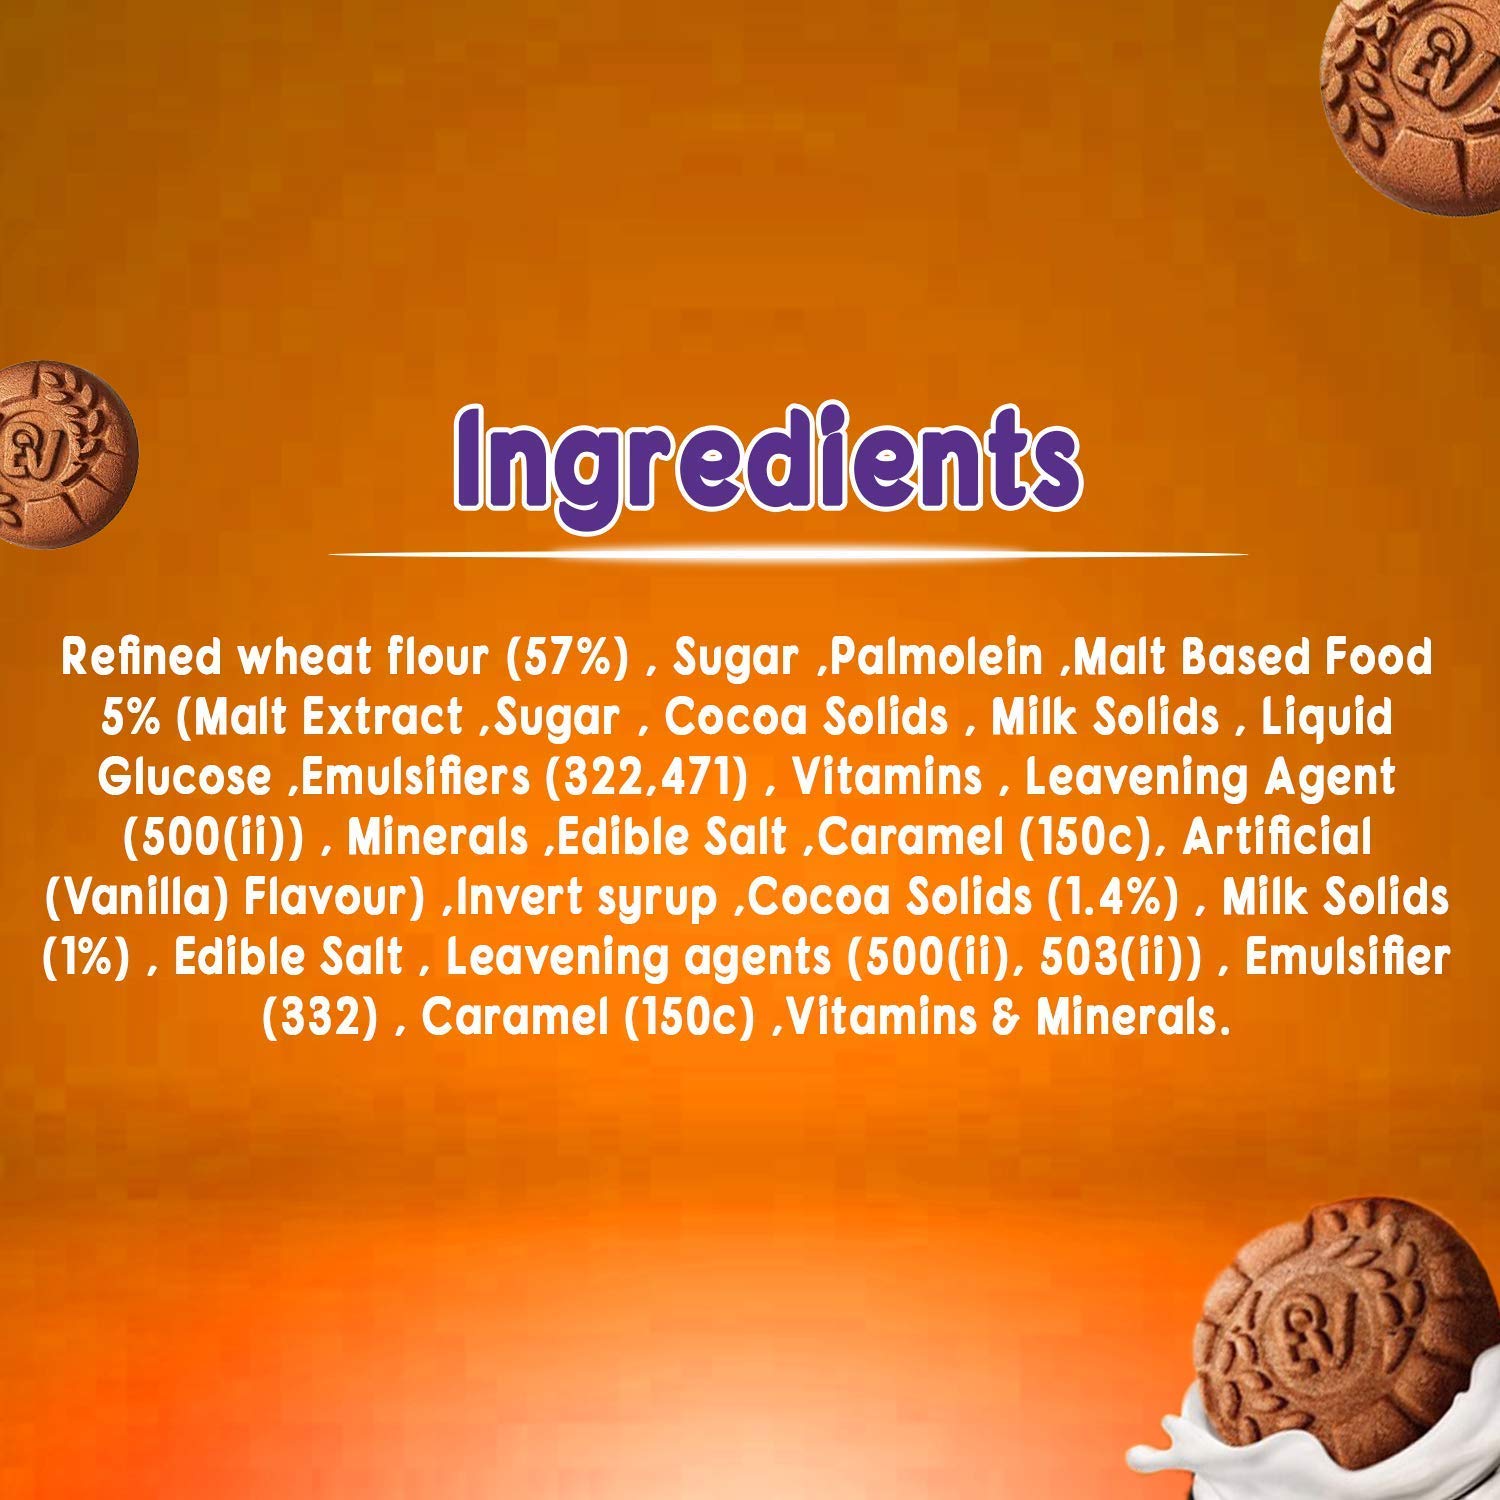 Ingredients
Refined wheat flour (57%) , Sugar ,Palmolein ,Malt Based Food
5% (Malt Extract ,Sugar , Cocoa Solids , Milk Solids , Liquid
Glucose ,Emulsifiers (322,471) , Vitamins , Leavening Agent
(500(ii)) , Minerals ,Edible Salt ,Caramel (150c), Artificial
(Vanilla) Flavour) ,Invert syrup ,Cocoa Solids (1.4%) , Milk Solids
(1%) , Edible Salt , Leavening agents (500(ii), 503(ii)) , Emulsifier
(332) , Caramel (150c) ,Vitamins & Minerals.